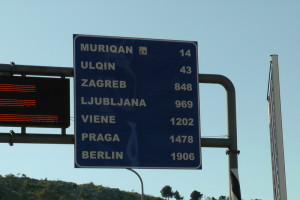 MURIQAN 14
ULQIN 43
ZAGREB 848
LJUBLJANA 969
VIENE 1202
PRAGA 1478
BERLIN 1906